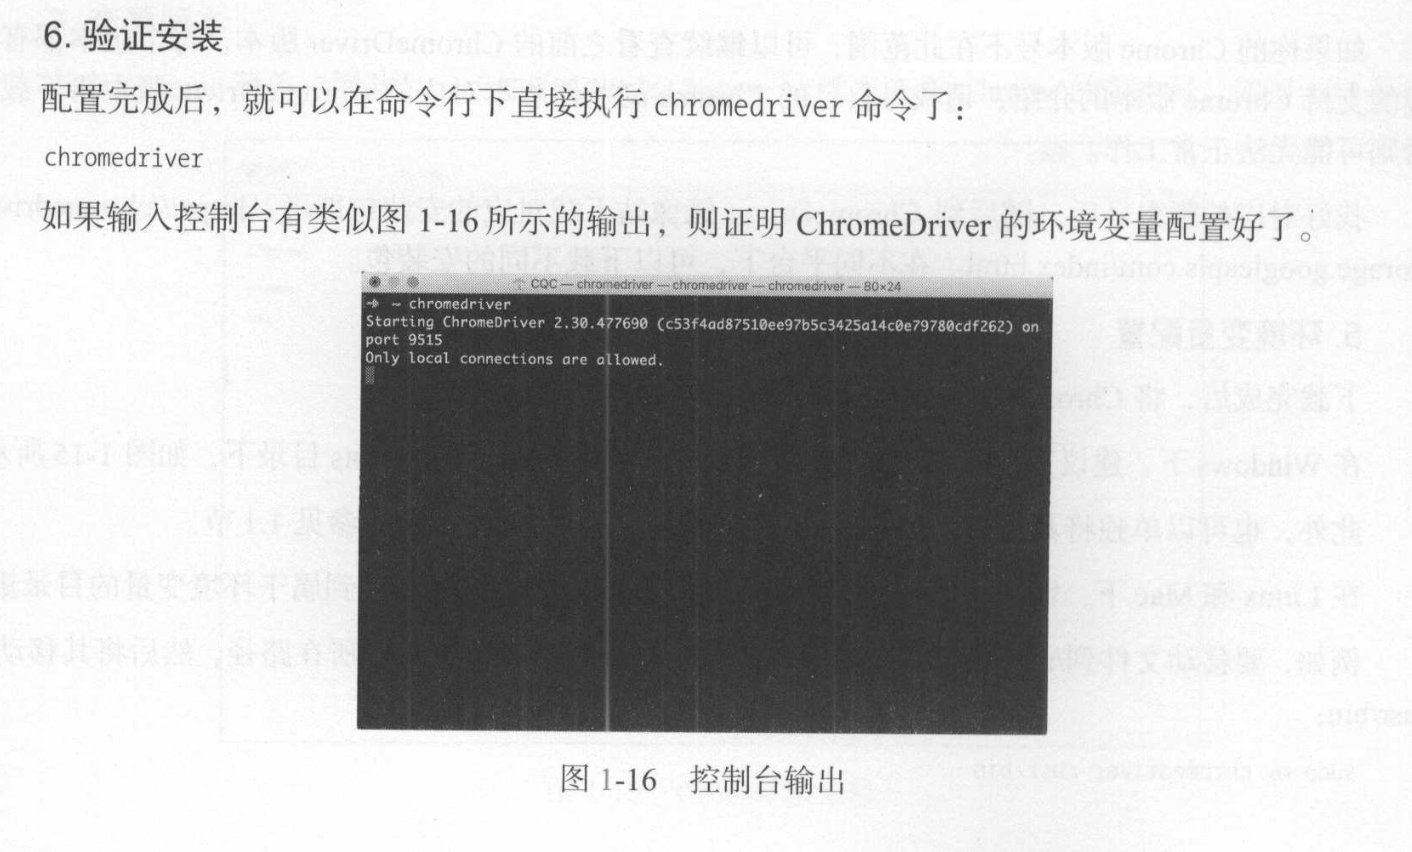 6. 验证安装
配置完成后，就可以在命令行下直接执行 chromedriver 命令了：
chromedriver
如果输入控制台有类似图 1-16 所示的输出，则证明 ChromeDriver 的环境变量配置好了。
CQC — chromedriver — chromedriver — chromedriver — 80×24
~ chromedriver
Starting ChromeDriver 2.30.477690 (c53f4ad87510ee97b5c3425a14c0e79780cdf262) on
port 9515
Only local connections are allowed.
图 1-16 控制台输出